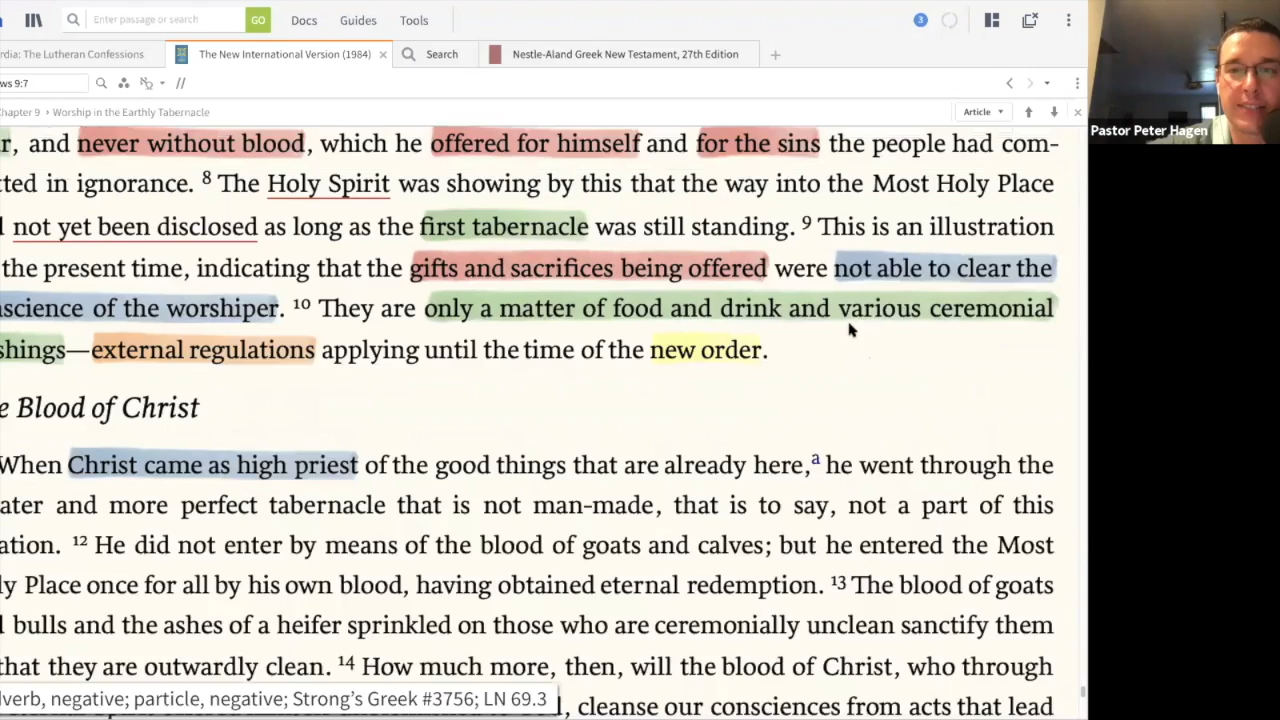 Enter passage or search GO Docs Guides Tools 3
rdia: The Lutheran Confessions The New International Version (1984) × Search Nestle-Aland Greek New Testament, 27th Edition +
ws 9:7
Chapter 9 › Worship in the Earthly Tabernacle Article
Pastor Peter Hagen
r, and never without blood, which he offered for himself and for the sins the people had com-
ted in ignorance. 8 The Holy Spirit was showing by this that the way into the Most Holy Place
not yet been disclosed as long as the first tabernacle was still standing. 9 This is an illustration
the present time, indicating that the gifts and sacrifices being offered were not able to clear the
science of the worshiper. 10 They are only a matter of food and drink and various ceremonial
shings—external regulations applying until the time of the new order.
e Blood of Christ
When Christ came as high priest of the good things that are already here,a he went through the
ater and more perfect tabernacle that is not man-made, that is to say, not a part of this
ation. 12 He did not enter by means of the blood of goats and calves; but he entered the Most
ly Place once for all by his own blood, having obtained eternal redemption. 13 The blood of goats
d bulls and the ashes of a heifer sprinkled on those who are ceremonially unclean sanctify them
that they are outwardly clean. 14 How much more, then, will the blood of Christ, who through
lverb, negative; particle, negative; Strong's Greek #3756; LN 69.3
, cleanse our consciences from acts that lead